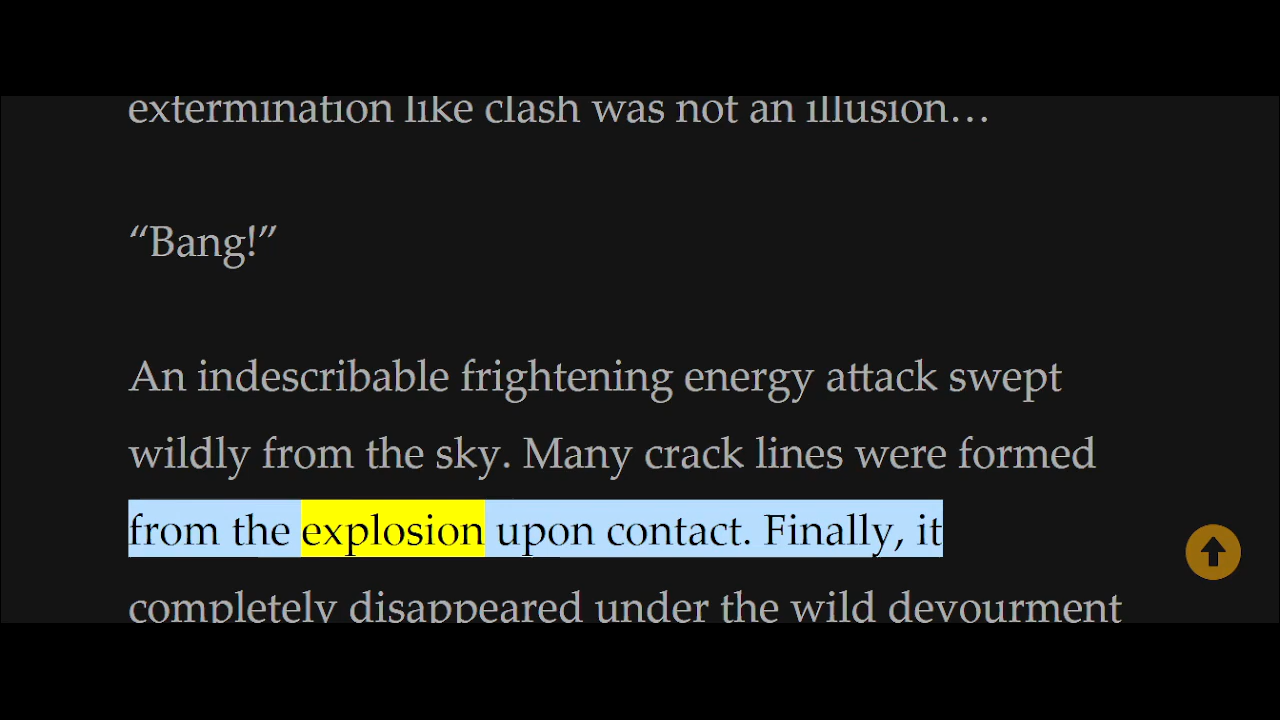 extermination like clash was not an illusion…
“Bang!”
An indescribable frightening energy attack swept
wildly from the sky. Many crack lines were formed
from the explosion upon contact. Finally, it
completely disappeared under the wild devourment